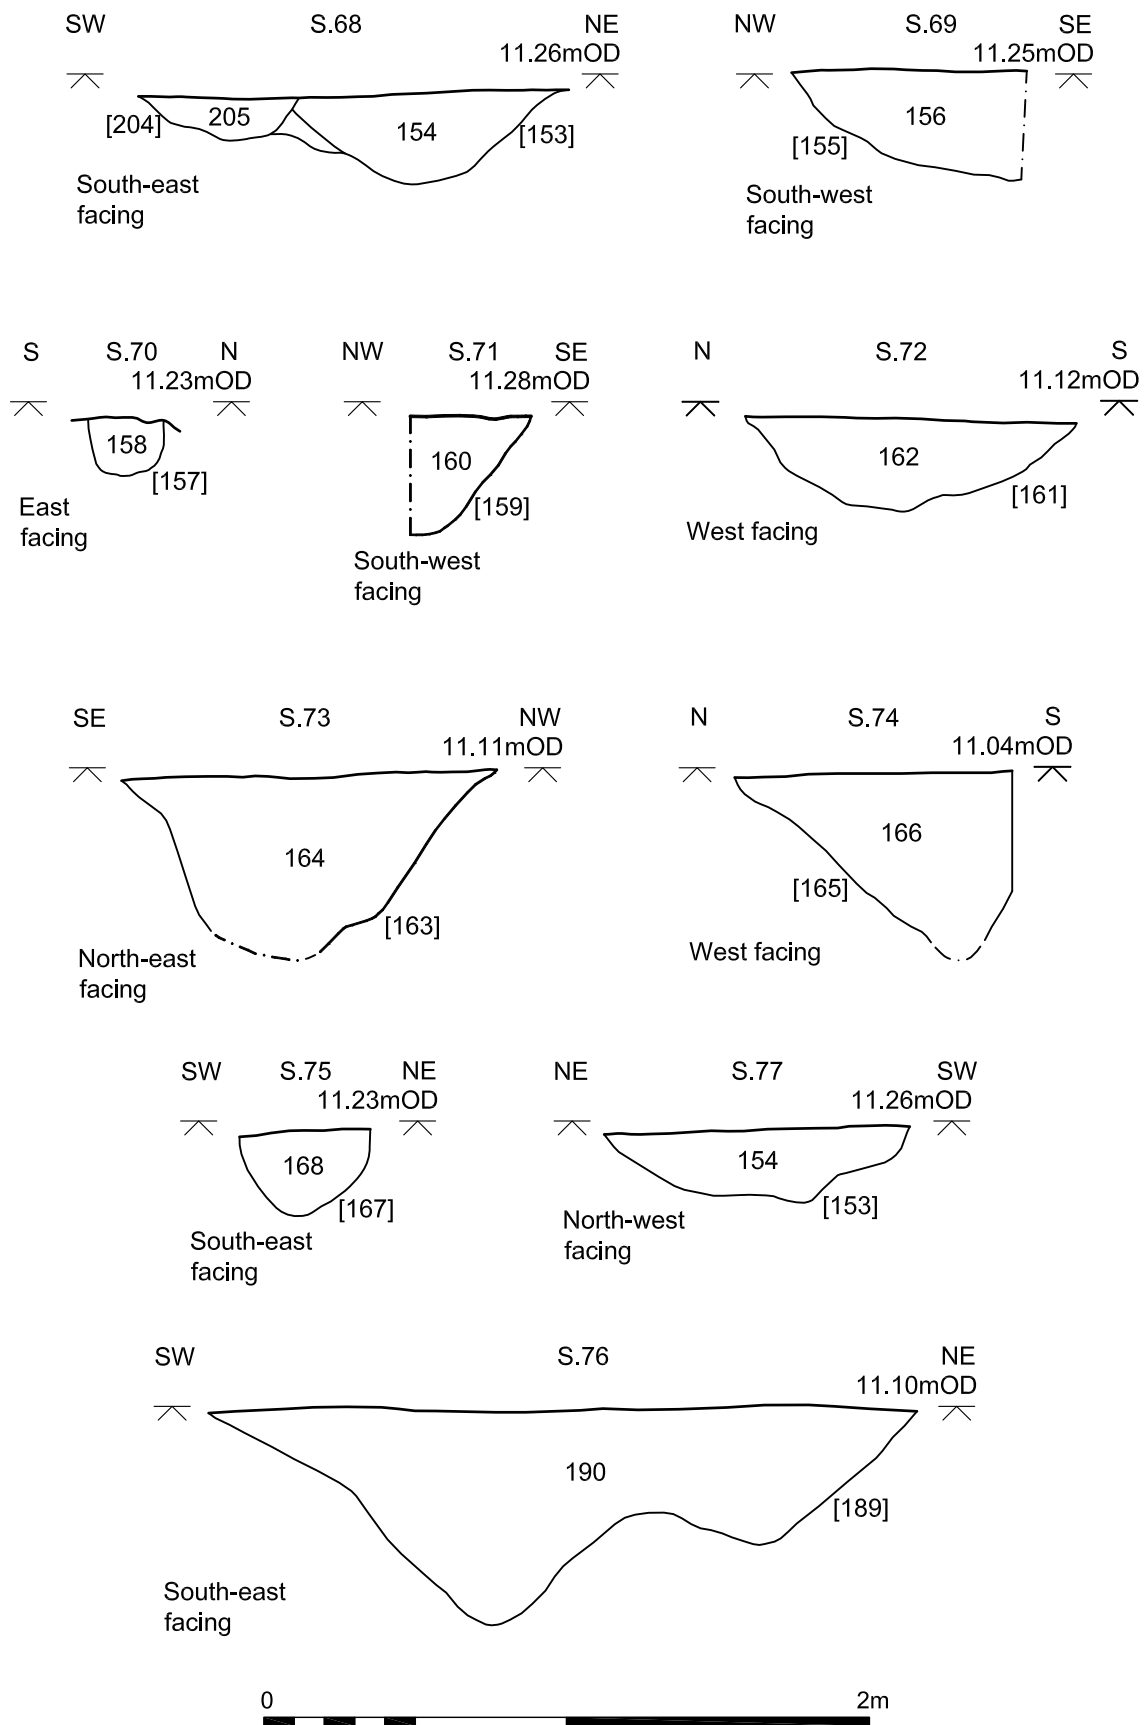 SW S.68 NE
11.26mOD
[204] 205 154 [153]
South-east
facing
NW S.69 SE
11.25mOD
156
[155]
South-west
facing
S S.70 N
11.23mOD
158
[157]
East
facing
NW S.71 SE
11.28mOD
160
[159]
South-west
facing
N S.72 S
11.12mOD
162
[161]
West facing
SE S.73 NW
11.11mOD
164
[163]
North-east
facing
N S.74 S
11.04mOD
166
[165]
West facing
SW S.75 NE
11.23mOD
168
[167]
South-east
facing
NE S.77 SW
11.26mOD
154
[153]
North-west
facing
SW S.76 NE
11.10mOD
190
[189]
South-east
facing
0 2m